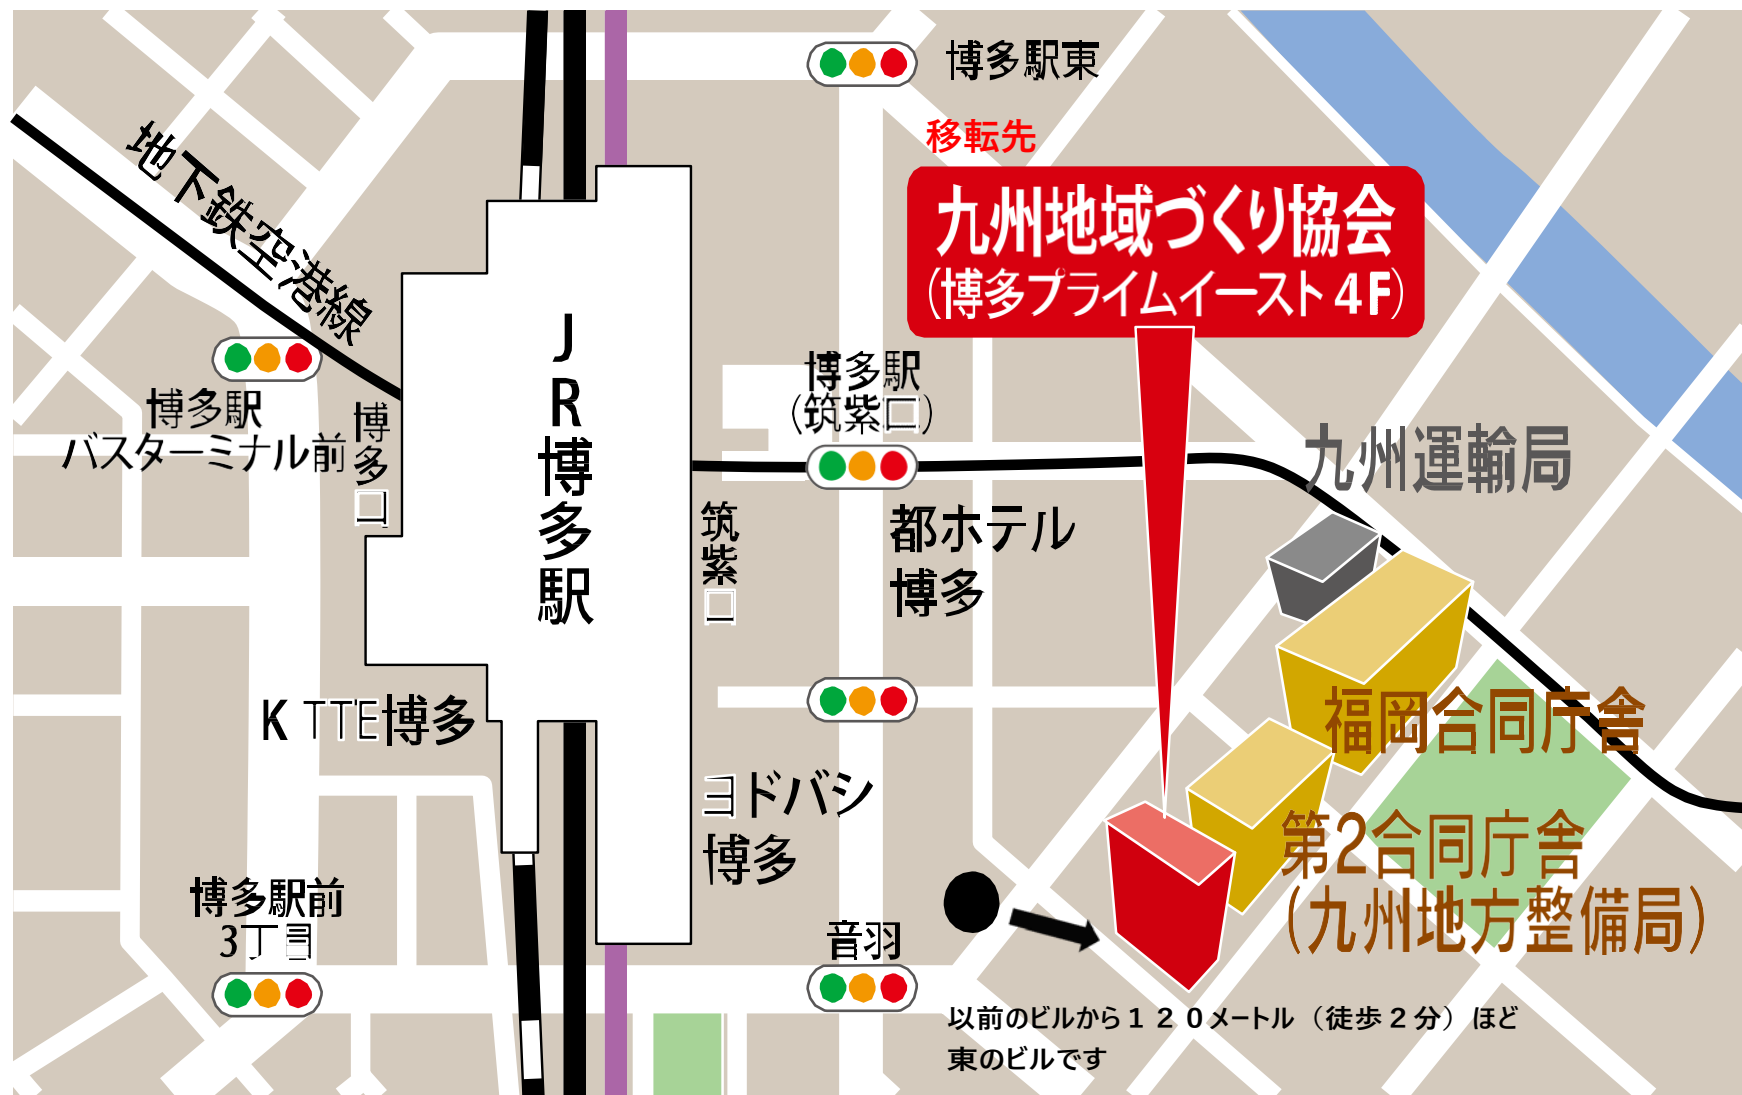 博多駅東
移転先
九州地域づくり協会
(博多プライムイースト4F)
地下鉄空港線
博多駅
バスターミナル前
博多口
JR博多駅
博多駅
(筑紫口)
筑紫口
都ホテル
博多
九州運輸局
KITTE博多
福岡合同庁舎
ヨドバシ
博多
第2合同庁舎
(九州地方整備局)
博多駅前
3丁目
音羽
以前のビルから120メートル(徒歩2分)ほど
東のビルです